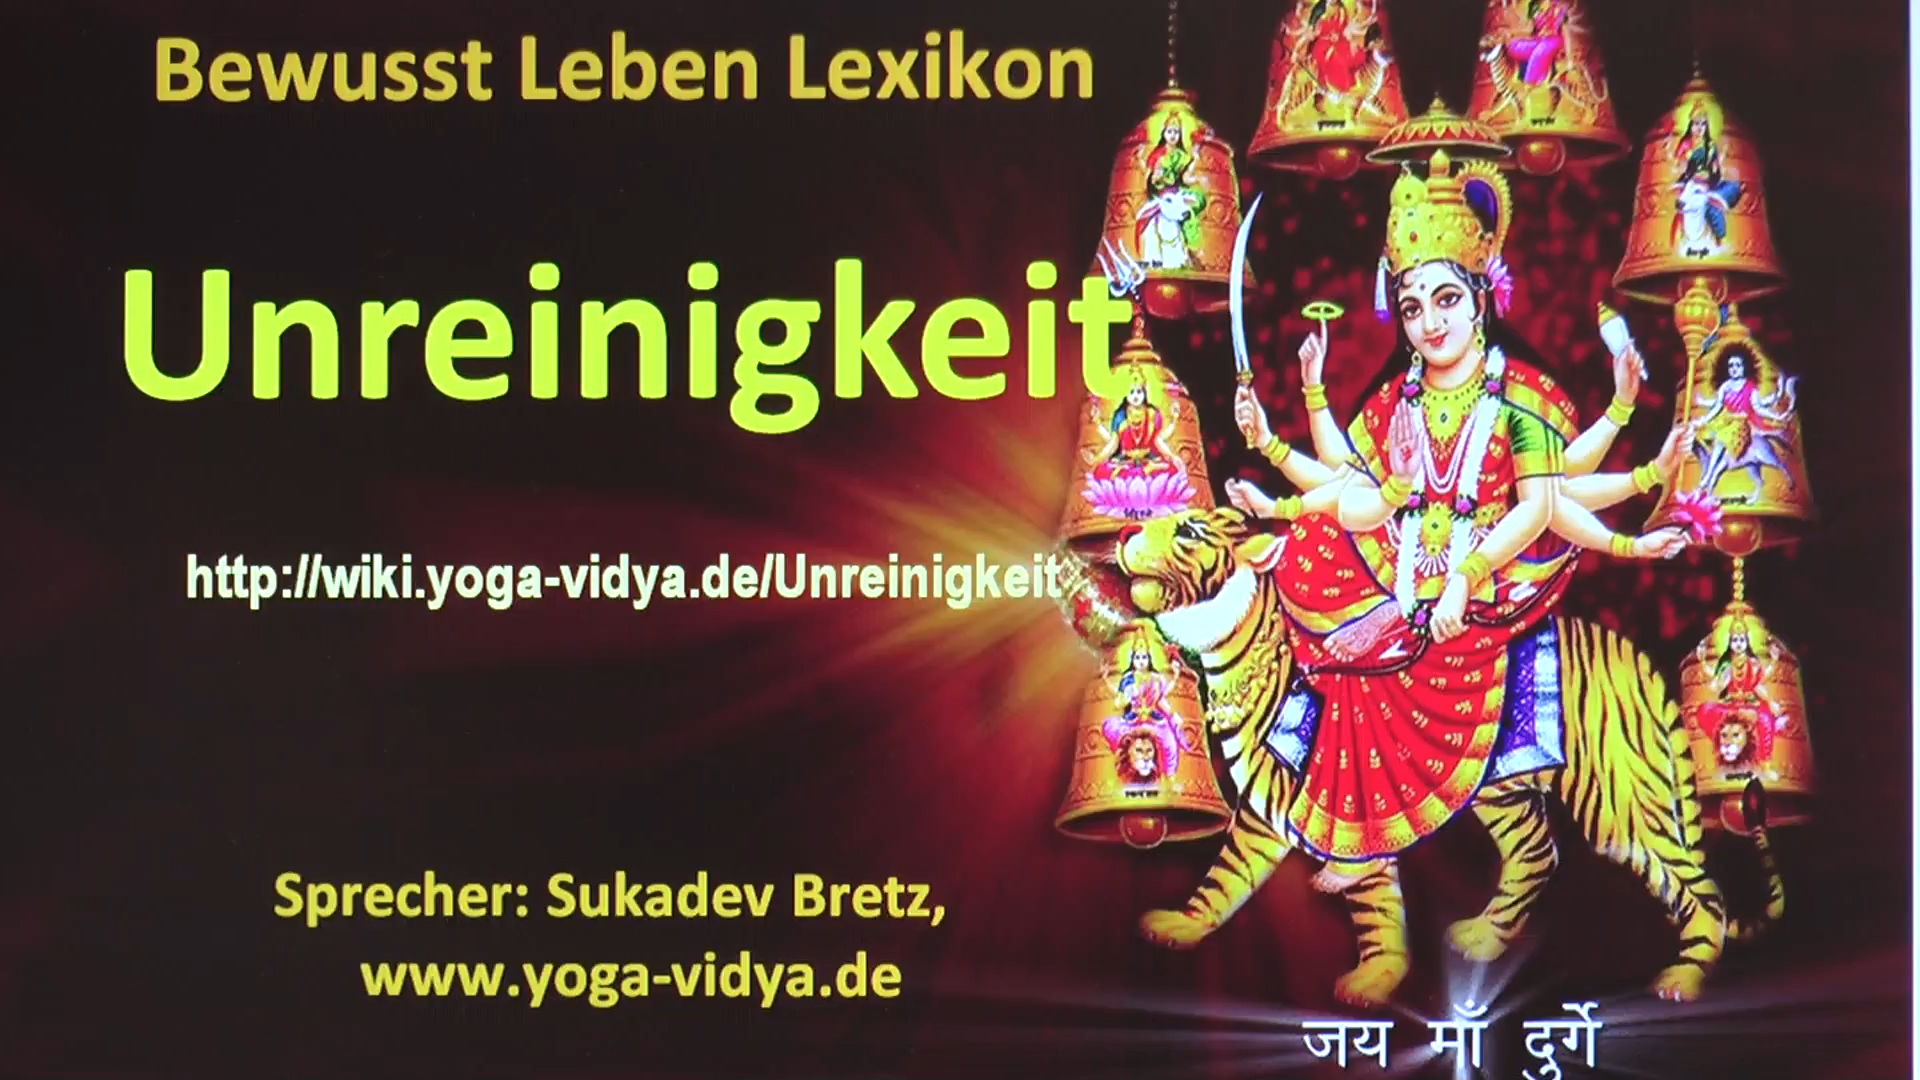 Bewusst Leben Lexikon
Unreinigkeit
http://wiki.yoga-vidya.de/Unreinigkeit
Sprecher: Sukadev Bretz,
www.yoga-vidya.de
जय माँ दुर्गे